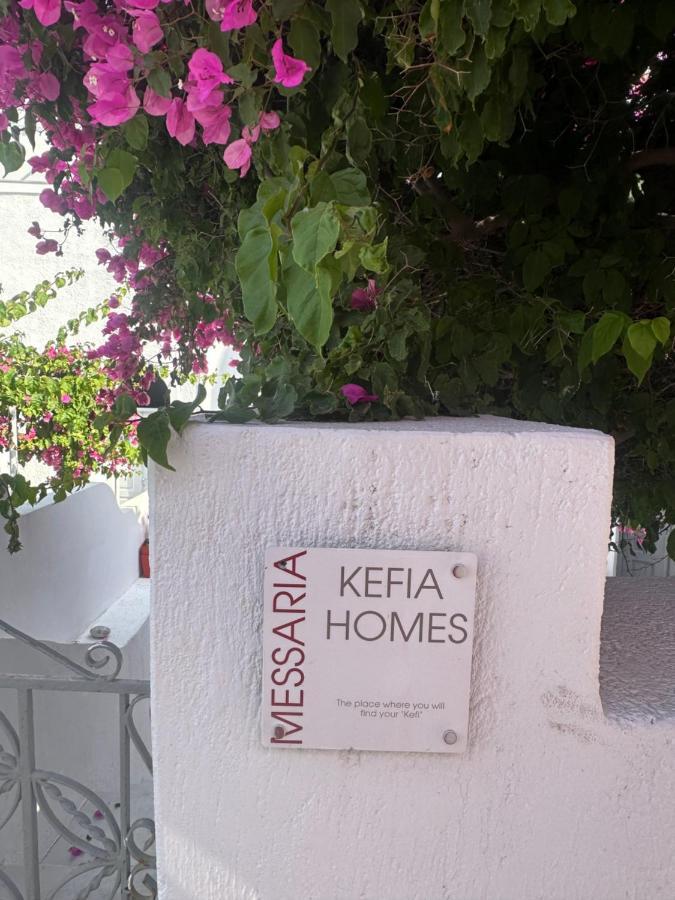 MESSARIA
KEFIA
HOMES
The place where you will
find your "Kefi"